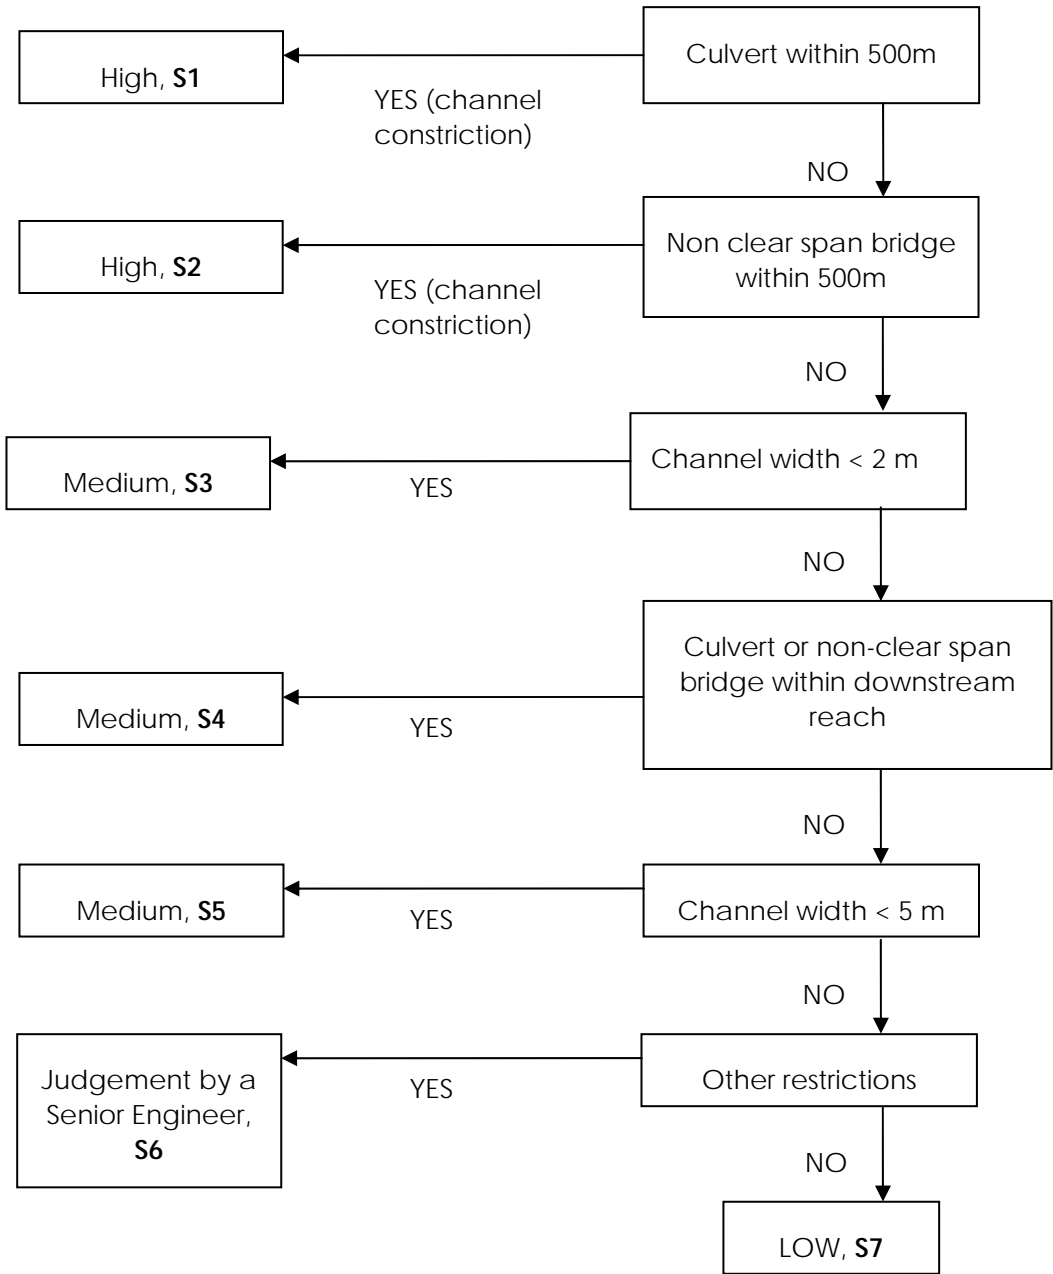 Culvert within 500m
High, S1
YES (channel
constriction)
NO
Non clear span bridge
within 500m
High, S2
YES (channel
constriction)
NO
Channel width < 2 m
Medium, S3
YES
NO
Culvert or non-clear span
bridge within downstream
reach
Medium, S4
YES
NO
Channel width < 5 m
Medium, S5
YES
NO
Other restrictions
Judgement by a
Senior Engineer,
S6
YES
NO
LOW, S7